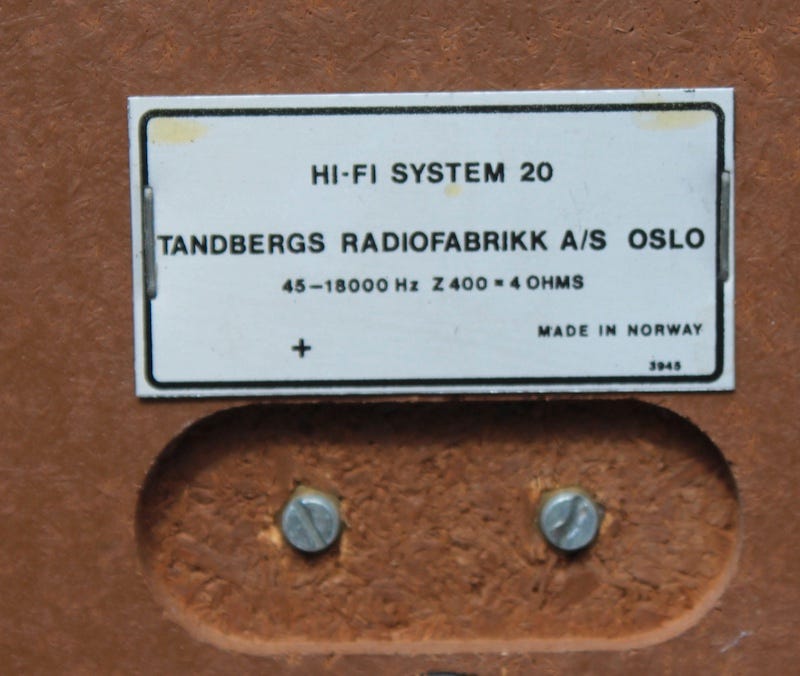 HI-FI SYSTEM 20
TANDBERGS RADIOFABRIKK A/S OSLO
45–18000 Hz Z 400 = 4 OHMS
MADE IN NORWAY
+
3945